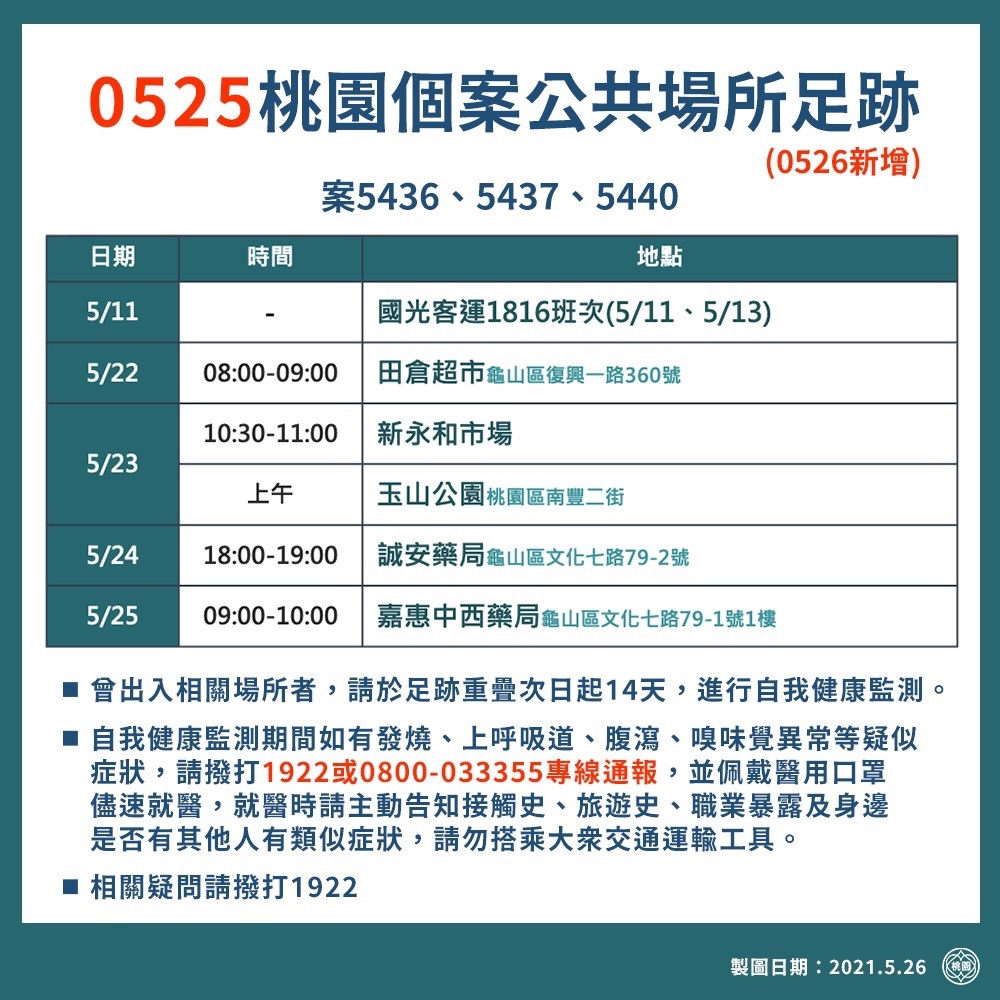 0525桃園個案公共場所足跡
(0526新增)
案5436、5437、5440
日期 時間 地點
5/11 - 國光客運1816班次(5/11、5/13)
5/22 08:00-09:00 田倉超市龜山區復興一路360號
5/23 10:30-11:00 新永和市場
上午 玉山公園桃園區南豐二街
5/24 18:00-19:00 誠安藥局龜山區文化七路79-2號
5/25 09:00-10:00 嘉惠中西藥局龜山區文化七路79-1號1樓
■ 曾出入相關場所者，請於足跡重疊次日起14天，進行自我健康監測。
■ 自我健康監測期間如有發燒、上呼吸道、腹瀉、嗅味覺異常等疑似
症狀，請撥打1922或0800-033355專線通報，並佩戴醫用口罩
儘速就醫，就醫時請主動告知接觸史、旅遊史、職業暴露及身邊
是否有其他人有類似症狀，請勿搭乘大眾交通運輸工具。
■ 相關疑問請撥打1922
製圖日期：2021.5.26 桃園